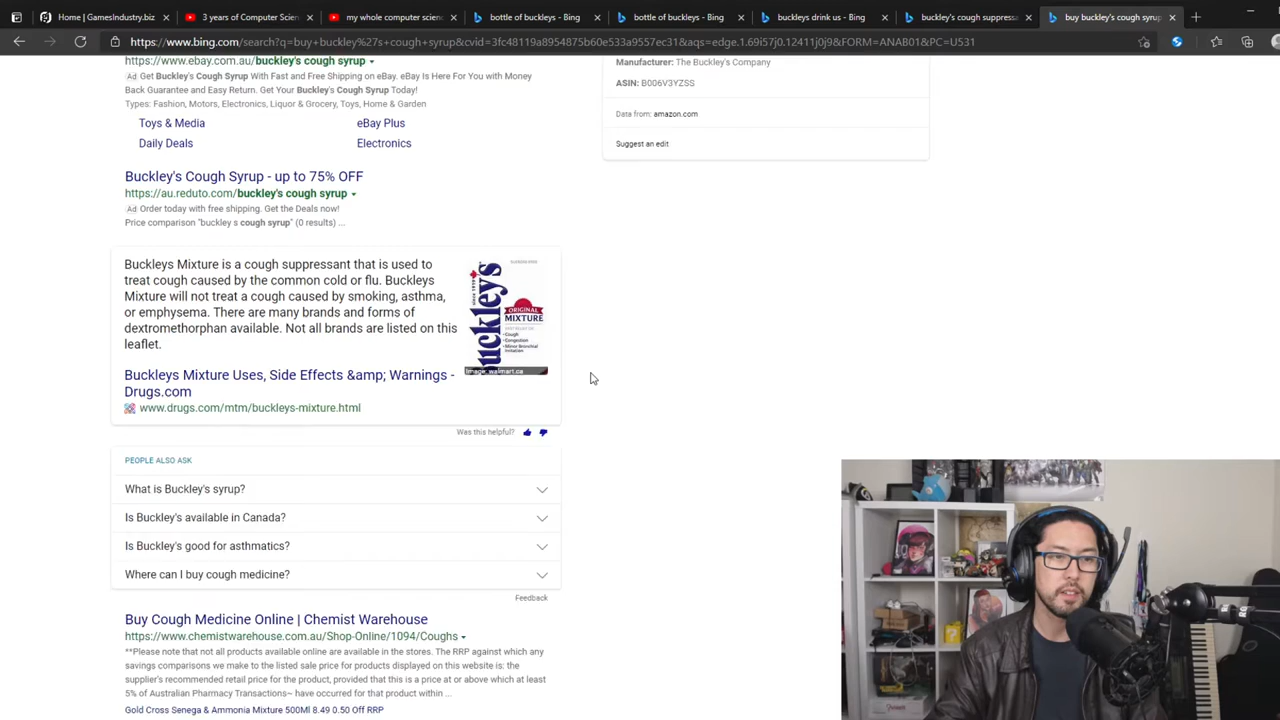 Home | GamesIndustry.biz
3 years of Computer Scien
my whole computer scienc
bottle of buckleys - Bing
bottle of buckleys - Bing
buckleys drink us - Bing
buckley's cough suppressa
buy buckley's cough syrup
https://www.bing.com/search?q=buy+buckley%27s+cough+syrup&cvid=3fc48119a8954875b60e533a9557ec31&aqs=edge.1.69i57j0.12411j0j9&FORM=ANAB01&PC=U531
https://www.ebay.com.au/buckley's cough syrup
Ad Get Buckley's Cough Syrup With Fast and Free Shipping on eBay. eBay Is Here For You with Money
Back Guarantee and Easy Return. Get Your Buckley's Cough Syrup Today!
Types: Fashion, Motors, Electronics, Liquor & Grocery, Toys, Home & Garden
Toys & Media
eBay Plus
Daily Deals
Electronics
Buckley's Cough Syrup - up to 75% OFF
https://au.reduto.com/buckley's cough syrup
Ad Order today with free shipping. Get the Deals now!
Price comparison "buckley s cough syrup" (0 results) ...
Buckleys Mixture is a cough suppressant that is used to
treat cough caused by the common cold or flu. Buckleys
Mixture will not treat a cough caused by smoking, asthma,
or emphysema. There are many brands and forms of
dextromethorphan available. Not all brands are listed on this
leaflet.
buckley's
ORIGINAL
MIXTURE
Cough
Congestion
Minor Bronchial
Irritation
Image: walmart.ca
Buckleys Mixture Uses, Side Effects &amp; Warnings -
Drugs.com
www.drugs.com/mtm/buckleys-mixture.html
Was this helpful?
PEOPLE ALSO ASK
What is Buckley's syrup?
Is Buckley's available in Canada?
Is Buckley's good for asthmatics?
Where can I buy cough medicine?
Feedback
Buy Cough Medicine Online | Chemist Warehouse
https://www.chemistwarehouse.com.au/Shop-Online/1094/Coughs
**Please note that not all products available online are available in the stores. The RRP against which any
savings comparisons we make to the listed sale price for products displayed on this website is: the
supplier's recommended retail price for the product, provided that this is a price at or above which at least
5% of Australian Pharmacy Transactions~ have occurred for that product within ...
Gold Cross Senega & Ammonia Mixture 500Ml 8.49 0.50 Off RRP
Manufacturer: The Buckley's Company
ASIN: B006V3YZSS
Data from: amazon.com
Suggest an edit